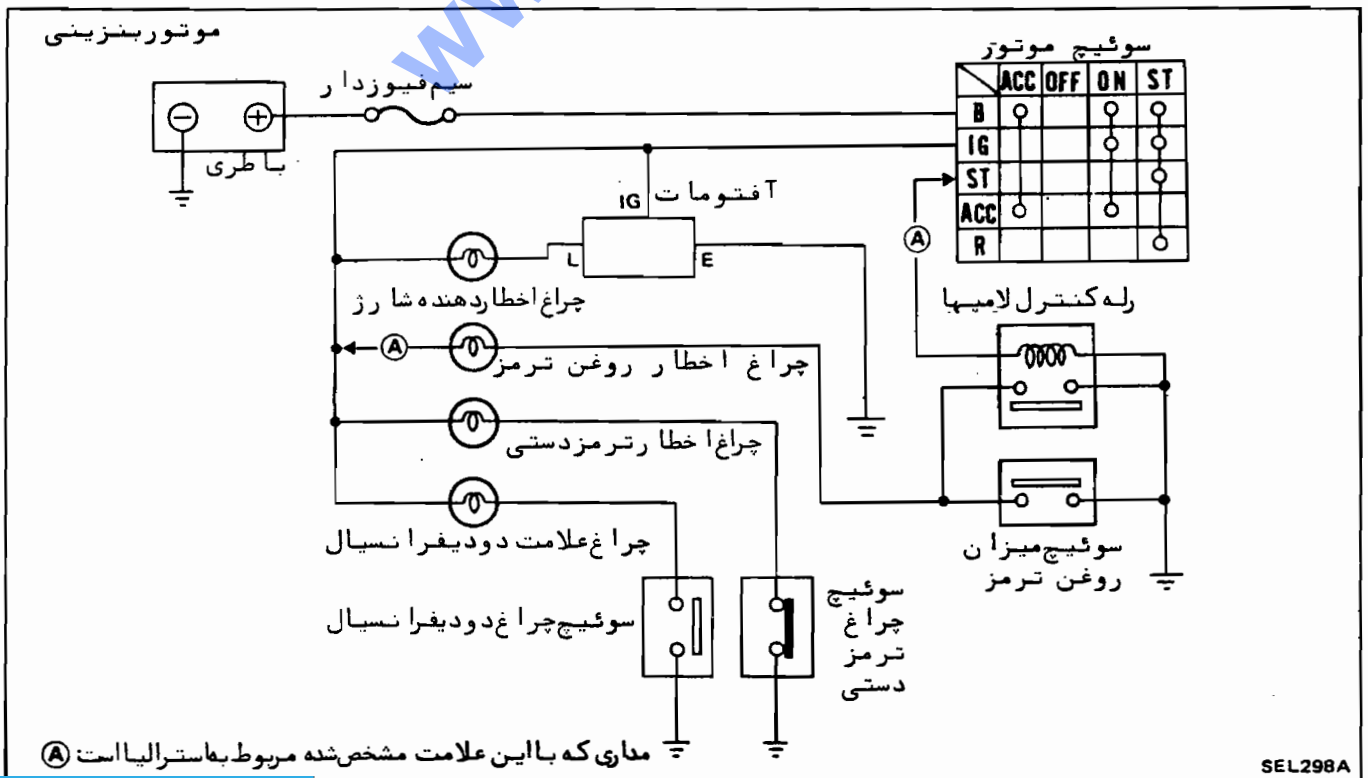 موتور بنزینی
سوئیچ موتور
ACC OFF ON ST
B
IG
ST
ACC
R
سیم فیوزدار
باطری
آفتومات
IG
L
E
چراغ اخطاردهنده شارژ
A
رله کنترل لامپها
A
چراغ اخطار روغن ترمز
چراغ اخطار ترمز دستی
چراغ علامت دودیفرانسیال
سوئیچ میزان
روغن ترمز
سوئیچ چراغ دودیفرانسیال
سوئیچ
چراغ
ترمز
دستی
مداری که با این علامت مشخص شده مربوط به استرالیا است: A
SEL298A